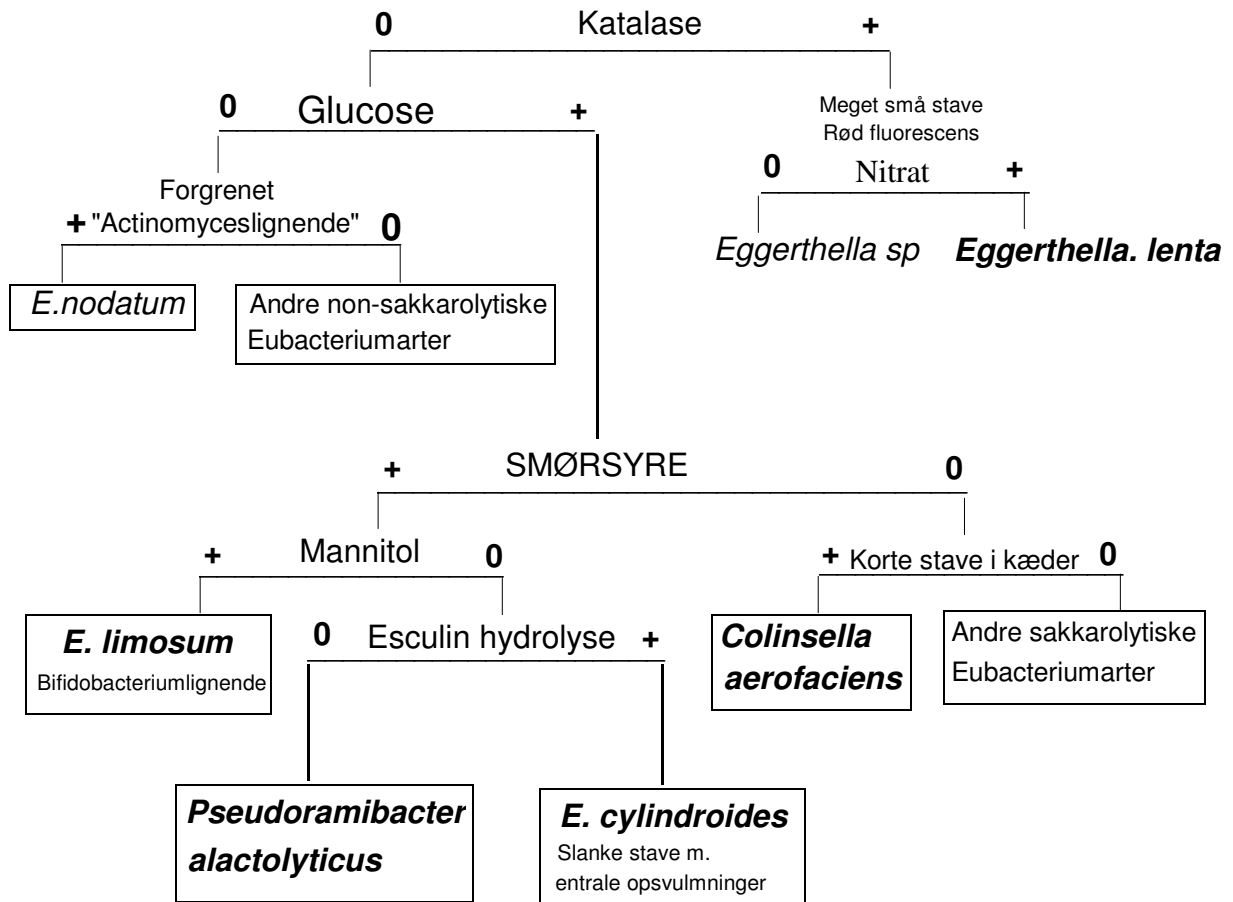 0 Katalase +
0 Glucose +
Meget små stave
Rød fluorescens
0 Nitrat +
Eggerthella sp
Eggerthella. lenta
Forgrenet
+ "Actinomyceslignende" 0
E.nodatum
Andre non-sakkarolytiske
Eubacteriumarter
+ SMØRSYRE 0
+ Mannitol 0
+ Korte stave i kæder 0
E. limosum
Bifidobacteriumlignende
0 Esculin hydrolyse +
Colinsella
aerofaciens
Andre sakkarolytiske
Eubacteriumarter
Pseudoramibacter
alactolyticus
E. cylindroides
Slanke stave m.
entrale opsvulmninger